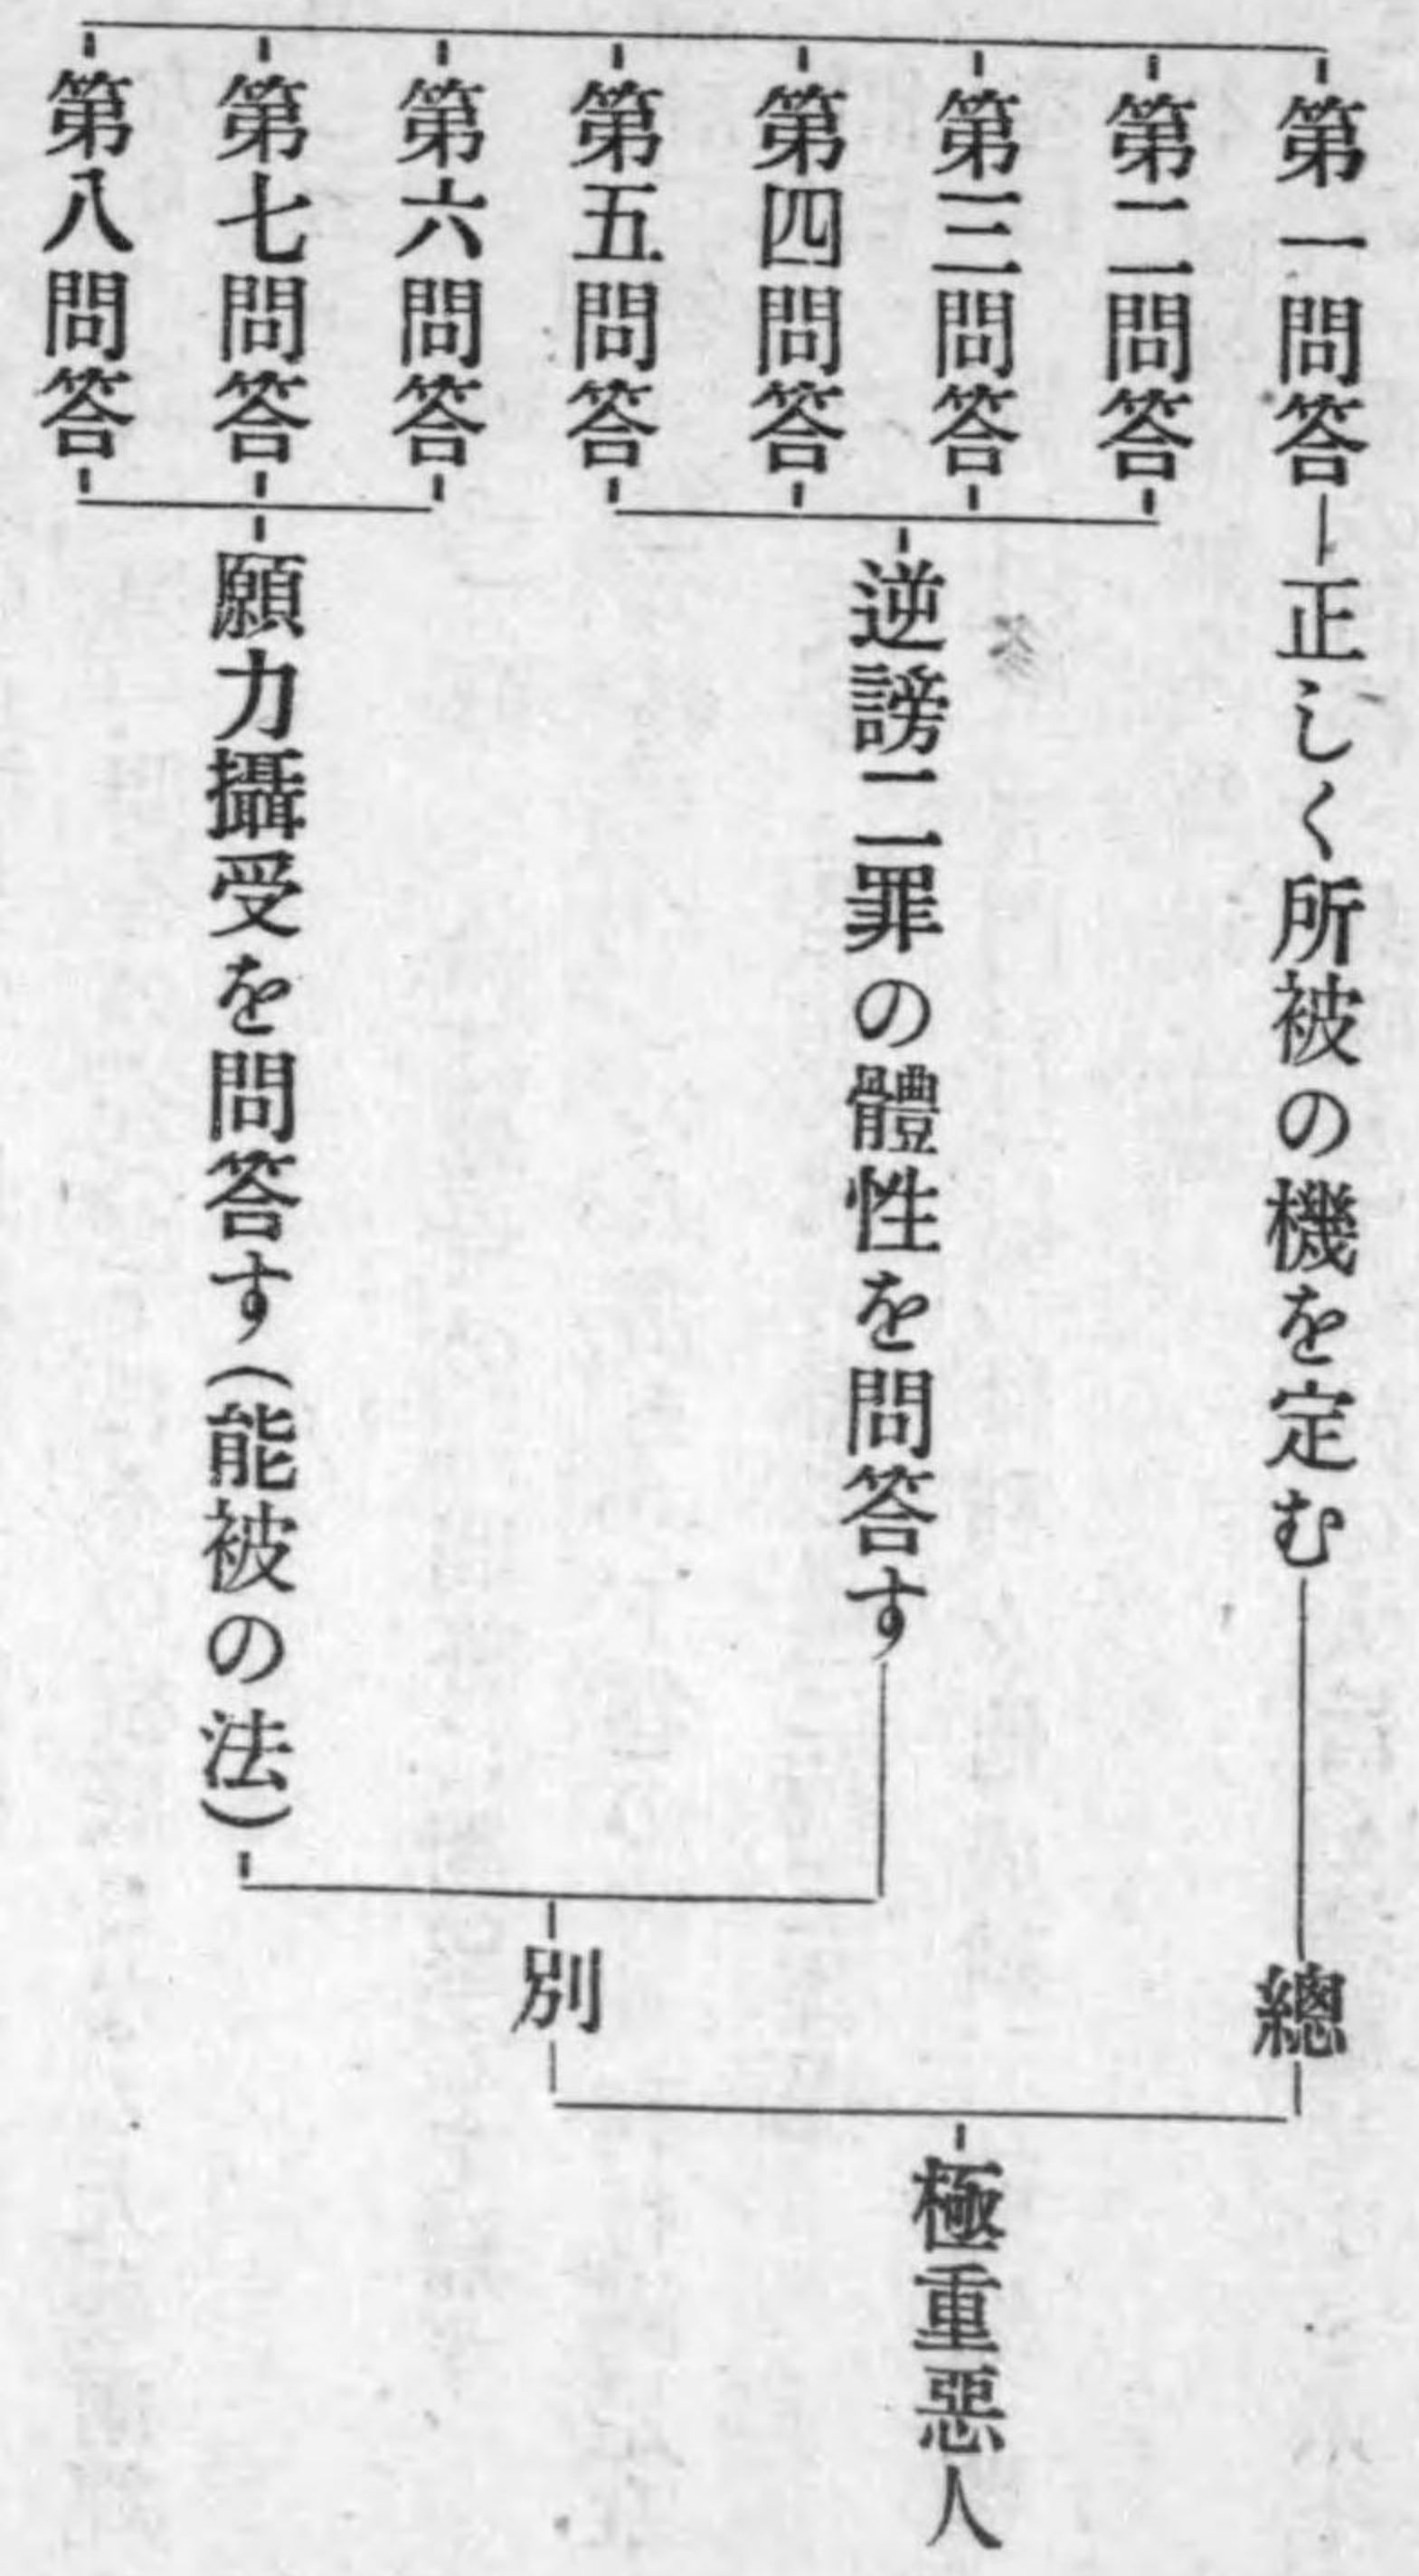 第一問答
正しく所被の機を定む
總
第二問答
第三問答
第四問答
第五問答
逆謗二罪の體性を問答す
第六問答
第七問答
第八問答
願力攝受を問答す(能被の法)
別
極重惡人